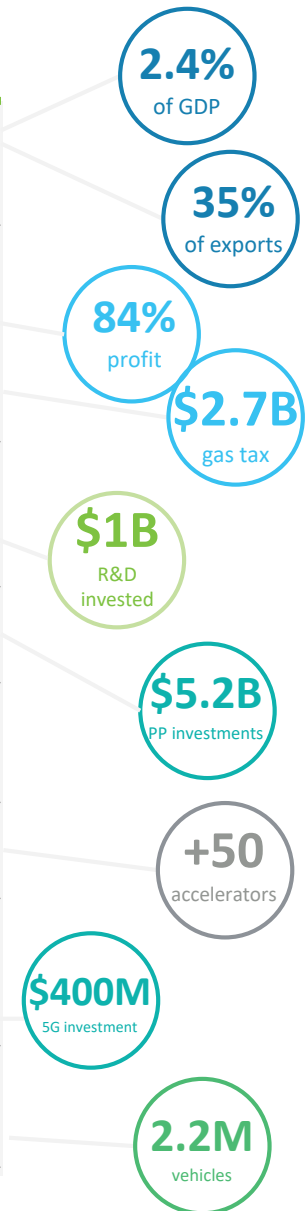 2.4%
of GDP
35%
of exports
84%
profit
$2.7B
gas tax
$1B
R&D
invested
$5.2B
PP investments
+50
accelerators
$400M
5G investment
2.2M
vehicles